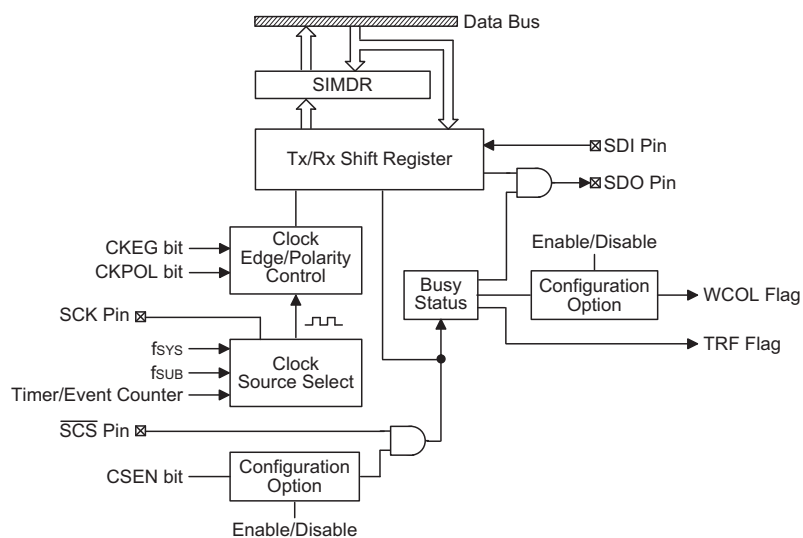 Data Bus
SIMDR
Tx/Rx Shift Register
SDI Pin
SDO Pin
CKEG bit
CKPOL bit
Clock
Edge/Polarity
Control
Enable/Disable
Busy
Status
Configuration
Option
WCOL Flag
TRF Flag
SCK Pin
fSYS
fSUB
Timer/Event Counter
Clock
Source Select
SCS Pin
CSEN bit
Configuration
Option
Enable/Disable